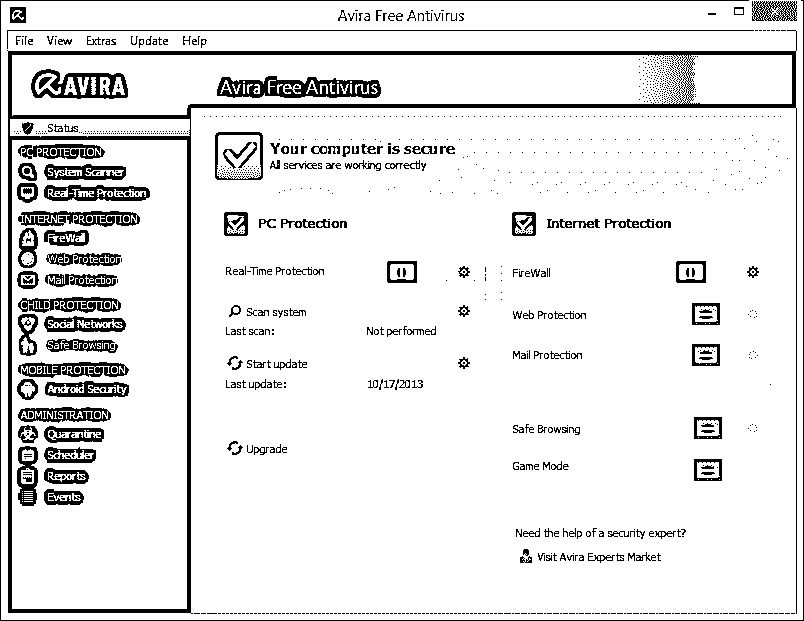 Avira Free Antivirus
File View Extras Update Help
AVIRA
Avira Free Antivirus
Status
PC PROTECTION
System Scanner
Real-Time Protection
INTERNET PROTECTION
FireWall
Web Protection
Mail Protection
CHILD PROTECTION
Social Networks
Safe Browsing
MOBILE PROTECTION
Android Security
ADMINISTRATION
Quarantine
Scheduler
Reports
Events
Your computer is secure
All services are working correctly
PC Protection
Real-Time Protection
Scan system
Last scan: Not performed
Start update
Last update: 10/17/2013
Upgrade
Internet Protection
FireWall
Web Protection
Mail Protection
Safe Browsing
Game Mode
Need the help of a security expert?
Visit Avira Experts Market